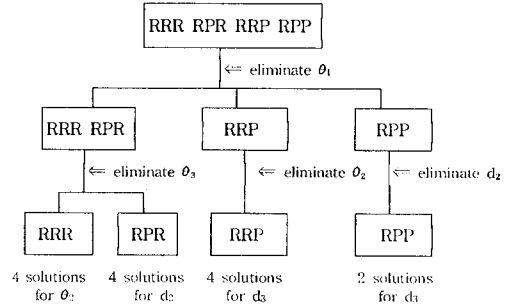 RRR RPR RRP RPP
⇐ eliminate θ₁
RRR RPR
RRP
RPP
⇐ eliminate θ₃
⇐ eliminate θ₂
⇐ eliminate d₂
RRR
RPR
RRP
RPP
4 solutions
for θ₂
4 solutions
for d₂
4 solutions
for d₃
2 solutions
for d₃